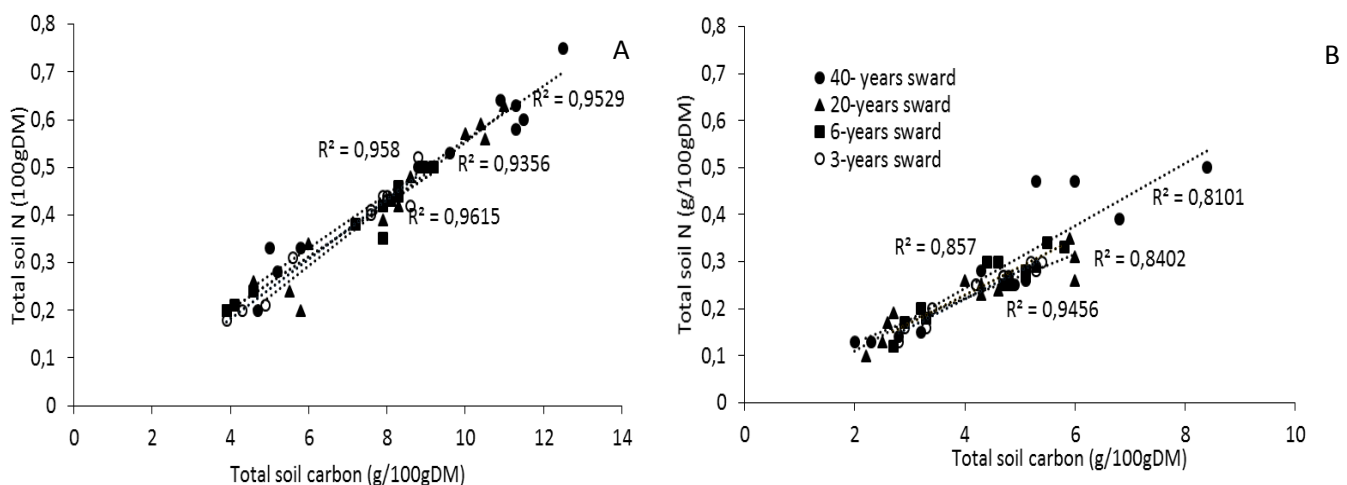 A
0,8
0,7
0,6
0,5
0,4
0,3
0,2
0,1
0
Total soil N (100gDM)
R² = 0,9529
R² = 0,958
R² = 0,9356
R² = 0,9615
0 2 4 6 8 10 12 14
Total soil carbon (g/100gDM)
B
0,8
0,7
0,6
0,5
0,4
0,3
0,2
0,1
0
Total soil N (g/100gDM)
40- years sward
20-years sward
6-years sward
3-years sward
R² = 0,8101
R² = 0,857
R² = 0,8402
R² = 0,9456
0 2 4 6 8 10
Total soil carbon (g/100gDM)